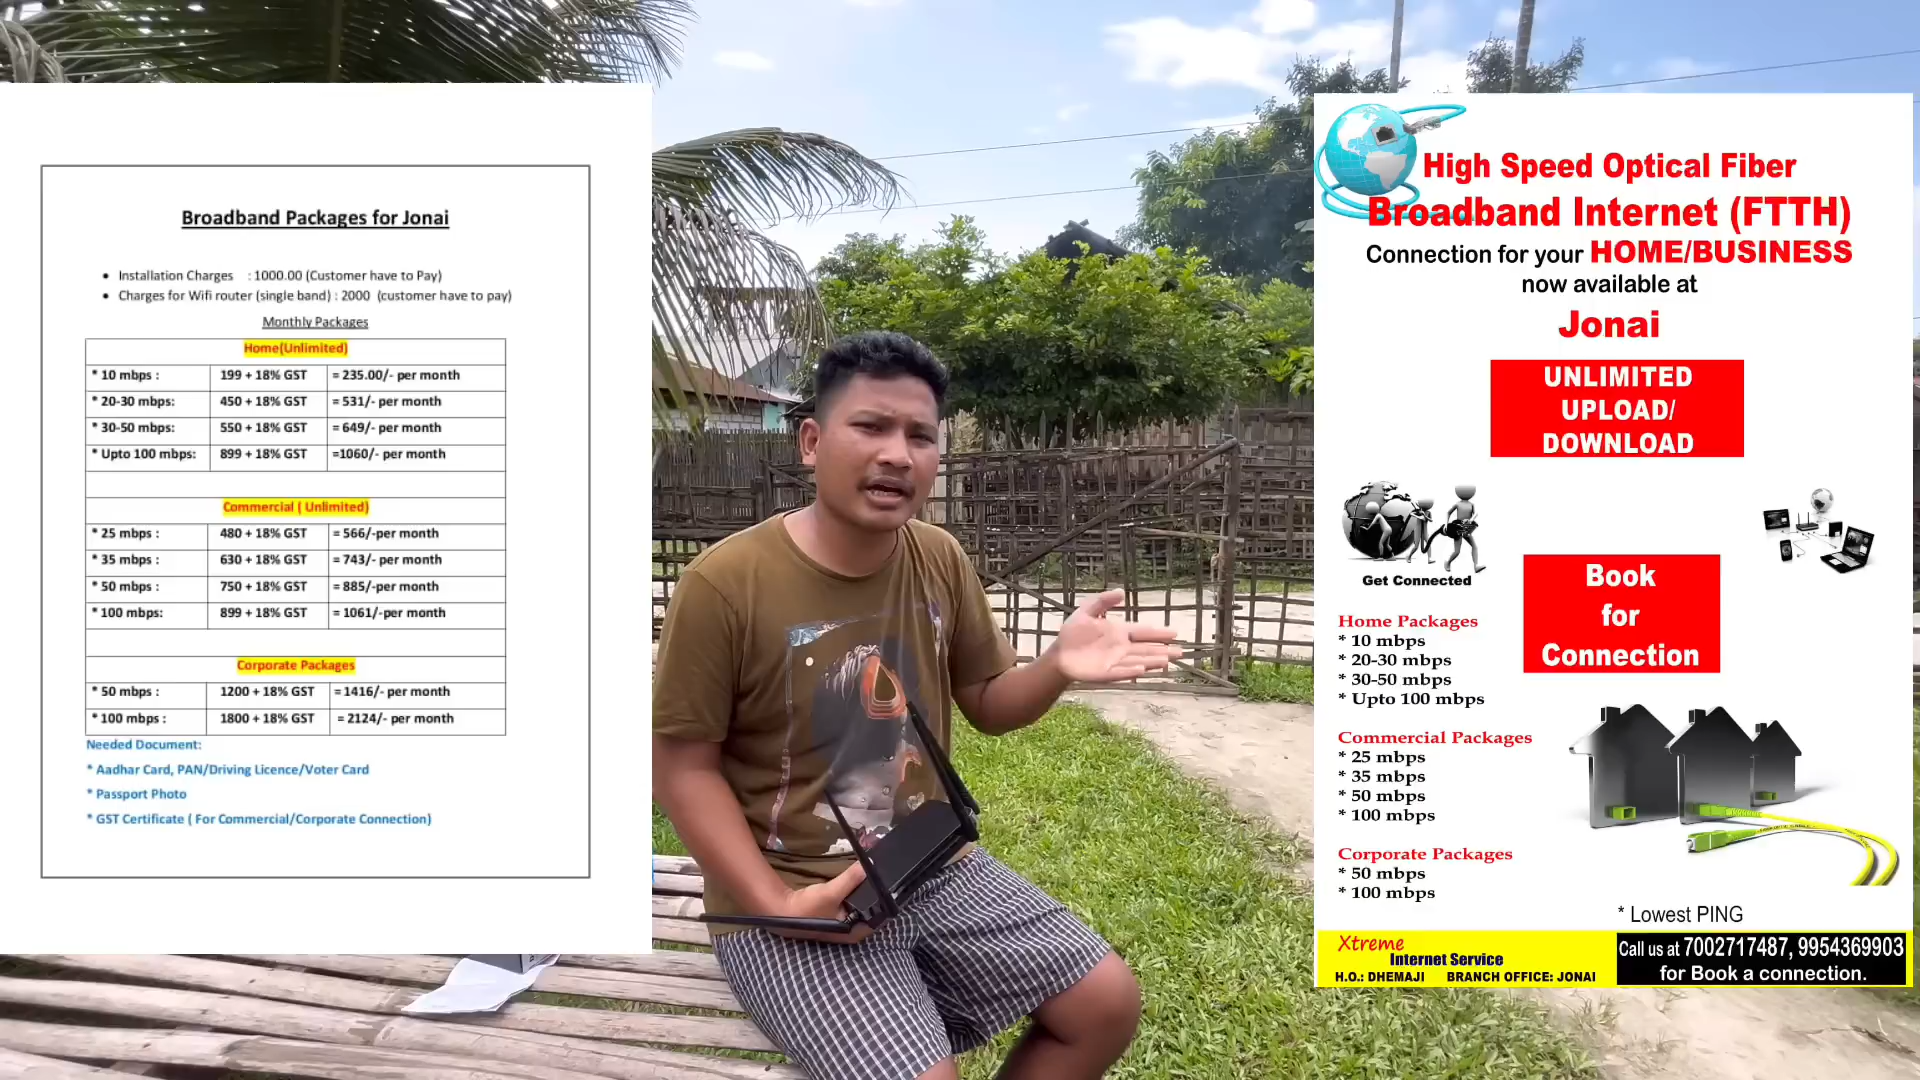 Broadband Packages for Jonai
• Installation Charges : 1000.00 (Customer have to Pay)
• Charges for Wifi router (single band) : 2000 (customer have to pay)
Monthly Packages
Home(Unlimited)
* 10 mbps : 199 + 18% GST = 235.00/- per month
* 20-30 mbps: 450 + 18% GST = 531/- per month
* 30-50 mbps: 550 + 18% GST = 649/- per month
* Upto 100 mbps: 899 + 18% GST =1060/- per month
Commercial ( Unlimited)
* 25 mbps : 480 + 18% GST = 566/-per month
* 35 mbps : 630 + 18% GST = 743/- per month
* 50 mbps : 750 + 18% GST = 885/-per month
* 100 mbps: 899 + 18% GST = 1061/-per month
Corporate Packages
* 50 mbps : 1200 + 18% GST = 1416/- per month
* 100 mbps : 1800 + 18% GST = 2124/- per month
Needed Document:
* Aadhar Card, PAN/Driving Licence/Voter Card
* Passport Photo
* GST Certificate ( For Commercial/Corporate Connection)
High Speed Optical Fiber
Broadband Internet (FTTH)
Connection for your HOME/BUSINESS
now available at
Jonai
UNLIMITED
UPLOAD/
DOWNLOAD
Get Connected
Book
for
Connection
Home Packages
* 10 mbps
* 20-30 mbps
* 30-50 mbps
* Upto 100 mbps
Commercial Packages
* 25 mbps
* 35 mbps
* 50 mbps
* 100 mbps
Corporate Packages
* 50 mbps
* 100 mbps
* Lowest PING
Xtreme
Internet Service
H.O.: DHEMAJI BRANCH OFFICE: JONAI
Call us at 7002717487, 9954369903
for Book a connection.